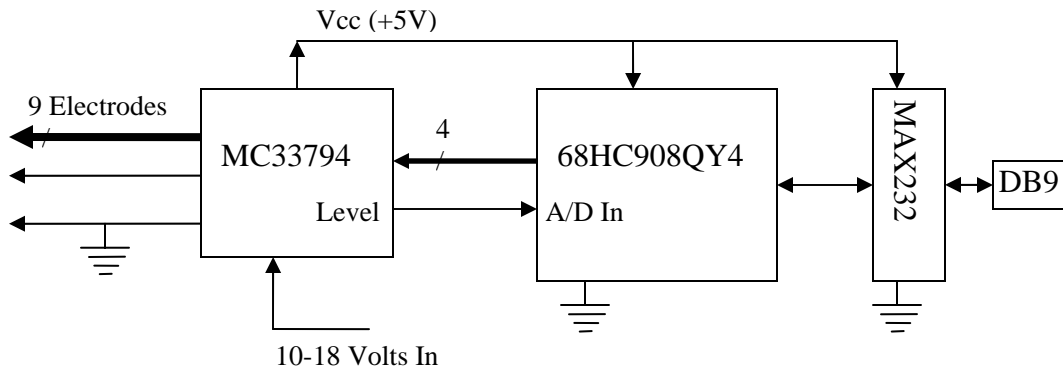 Vcc (+5V)
9 Electrodes
MC33794
4
68HC908QY4
MAX232
DB9
Level
A/D In
10-18 Volts In